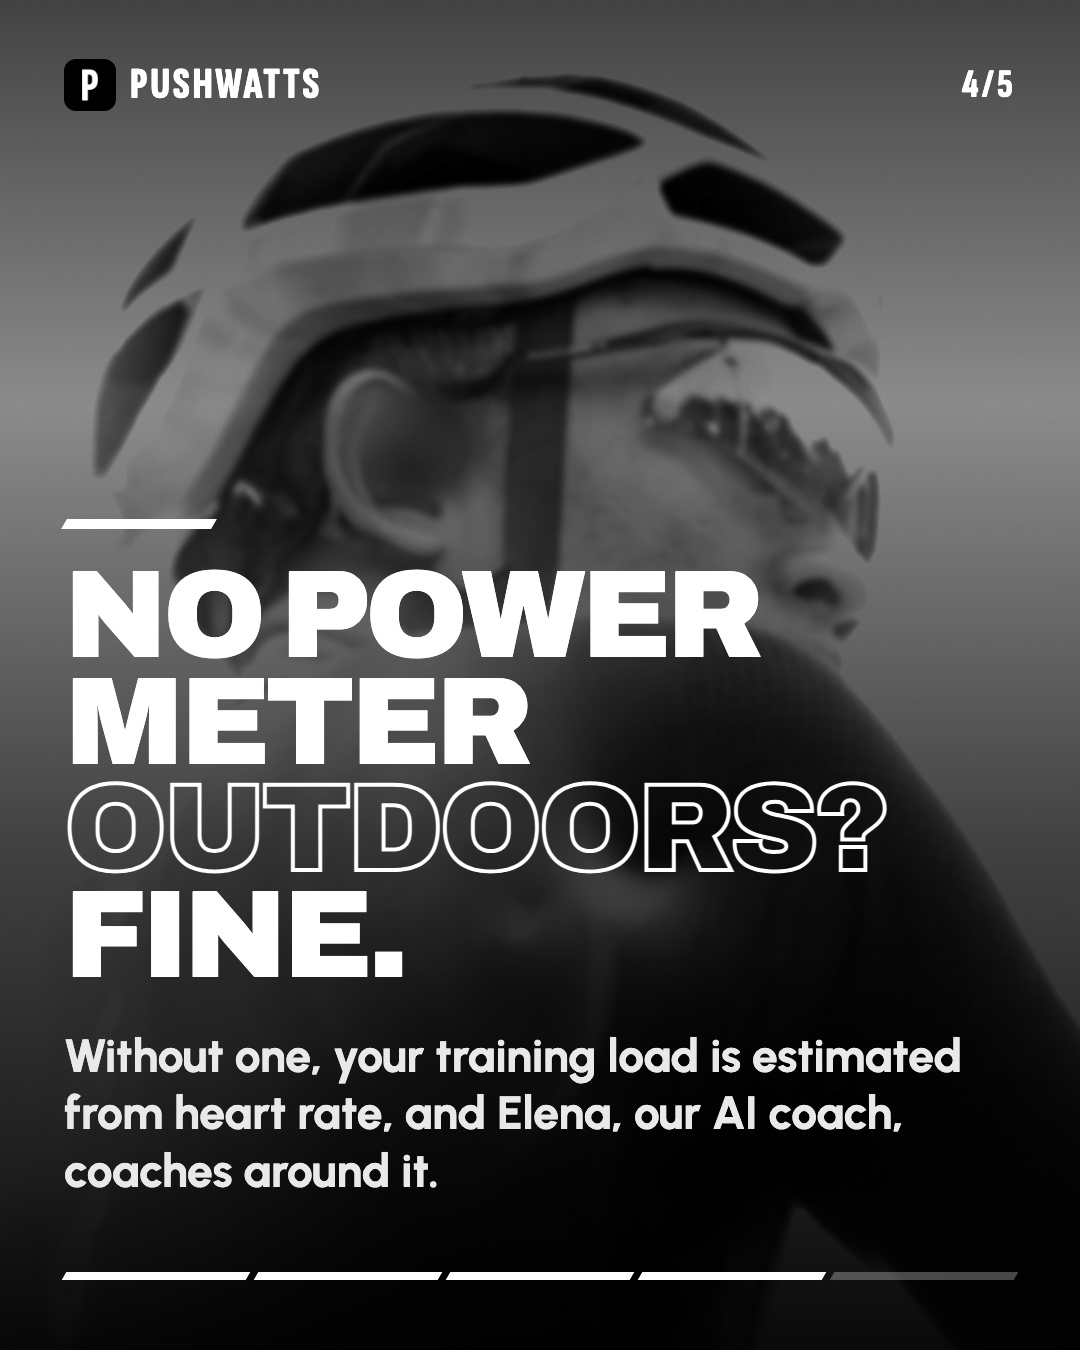 P PUSHWATTS
4/5
NO POWER
METER
OUTDOORS?
FINE.
Without one, your training load is estimated
from heart rate, and Elena, our AI coach,
coaches around it.